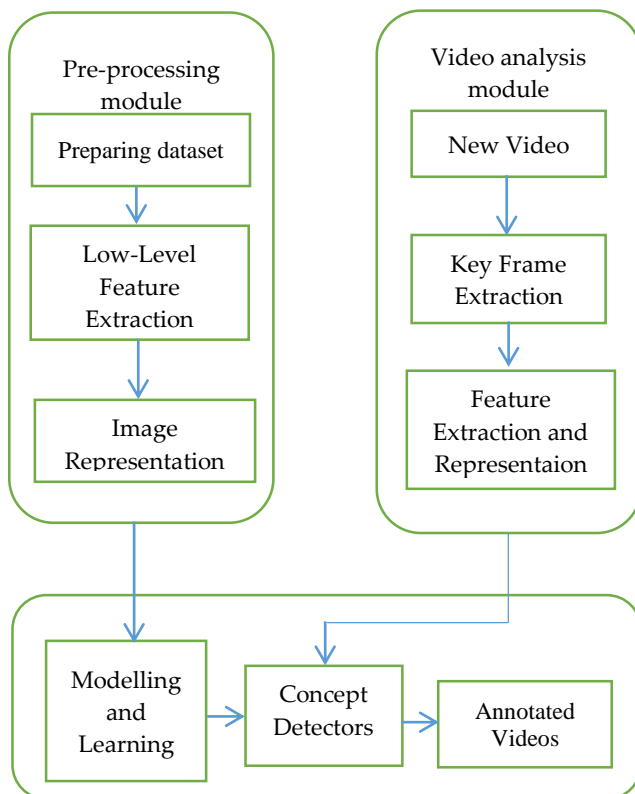 Pre-processing
module
Preparing dataset
Low-Level
Feature
Extraction
Image
Representation
Video analysis
module
New Video
Key Frame
Extraction
Feature
Extraction and
Representaion
Modelling
and
Learning
Concept
Detectors
Annotated
Videos